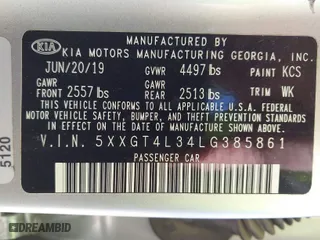 MANUFACTURED BY
KIA KIA MOTORS MANUFACTURING GEORGIA, INC.
JUN/20/19 GVWR 4497 lbs PAINT KCS
GAWR FRONT 2557 lbs GAWR REAR 2513 lbs TRIM WK
THIS VEHICLE CONFORMS TO ALL APPLICABLE U.S.
FEDERAL MOTOR VEHICLE SAFETY, BUMPER, AND
THEFT PREVENTION STANDARDS IN EFFECT ON THE
DATE OF MANUFACTURE SHOWN ABOVE.
V.I.N. 5XXGT4L34LG385861
PASSENGER CAR
5120
DREAMBID